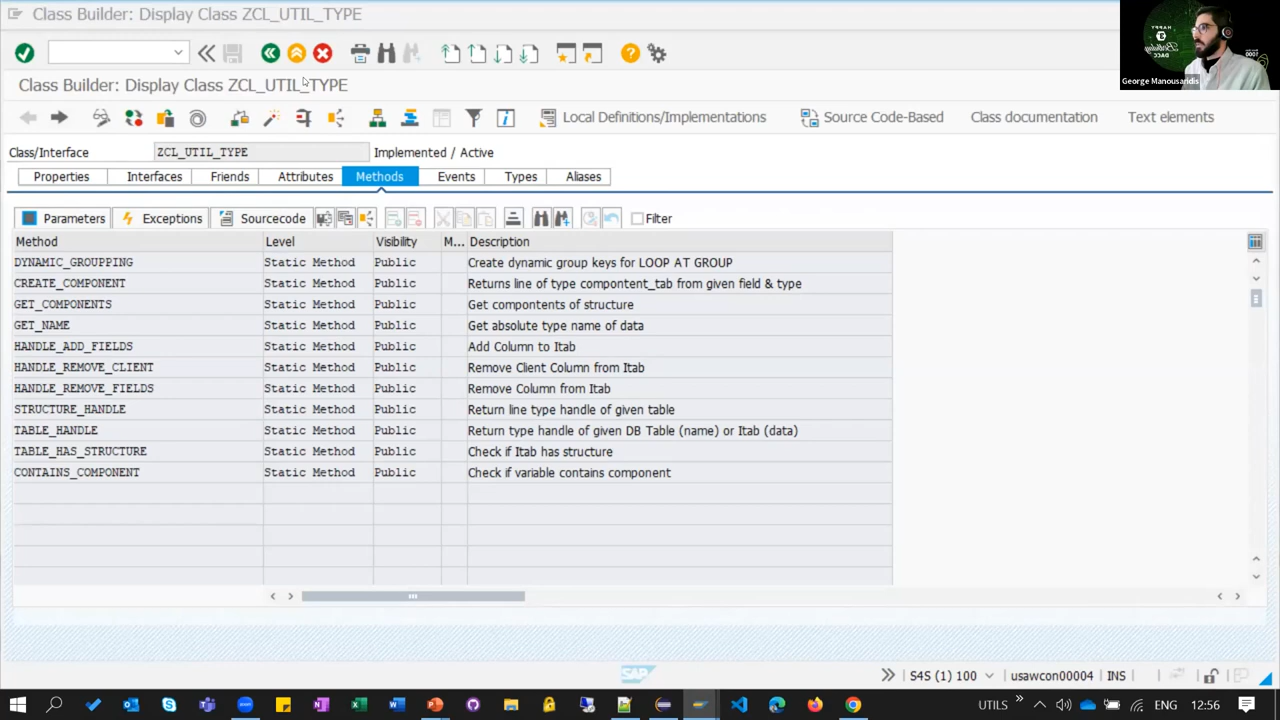 Class Builder: Display Class ZCL_UTIL_TYPE
HAPPY
Birthday
DACC
1000
George Manousaridis
Class Builder: Display Class ZCL_UTIL_TYPE
Local Definitions/Implementations Source Code-Based Class documentation Text elements
Class/Interface ZCL_UTIL_TYPE Implemented / Active
Properties Interfaces Friends Attributes Methods Events Types Aliases
Parameters Exceptions Sourcecode Filter
Method Level Visibility M... Description
DYNAMIC_GROUPPING Static Method Public Create dynamic group keys for LOOP AT GROUP
CREATE_COMPONENT Static Method Public Returns line of type compontent_tab from given field & type
GET_COMPONENTS Static Method Public Get compontents of structure
GET_NAME Static Method Public Get absolute type name of data
HANDLE_ADD_FIELDS Static Method Public Add Column to Itab
HANDLE_REMOVE_CLIENT Static Method Public Remove Client Column from Itab
HANDLE_REMOVE_FIELDS Static Method Public Remove Column from Itab
STRUCTURE_HANDLE Static Method Public Return line type handle of given table
TABLE_HANDLE Static Method Public Return type handle of given DB Table (name) or Itab (data)
TABLE_HAS_STRUCTURE Static Method Public Check if Itab has structure
CONTAINS_COMPONENT Static Method Public Check if variable contains component
SAP S4S (1) 100 usawcon00004 INS
UTILS ENG 12:56